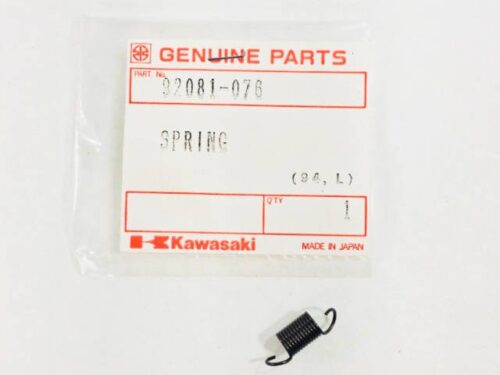 GENUINE PARTS
PART No.
92081-076
SPRING
(94, L)
QTY
1
Kawasaki
MADE IN JAPAN